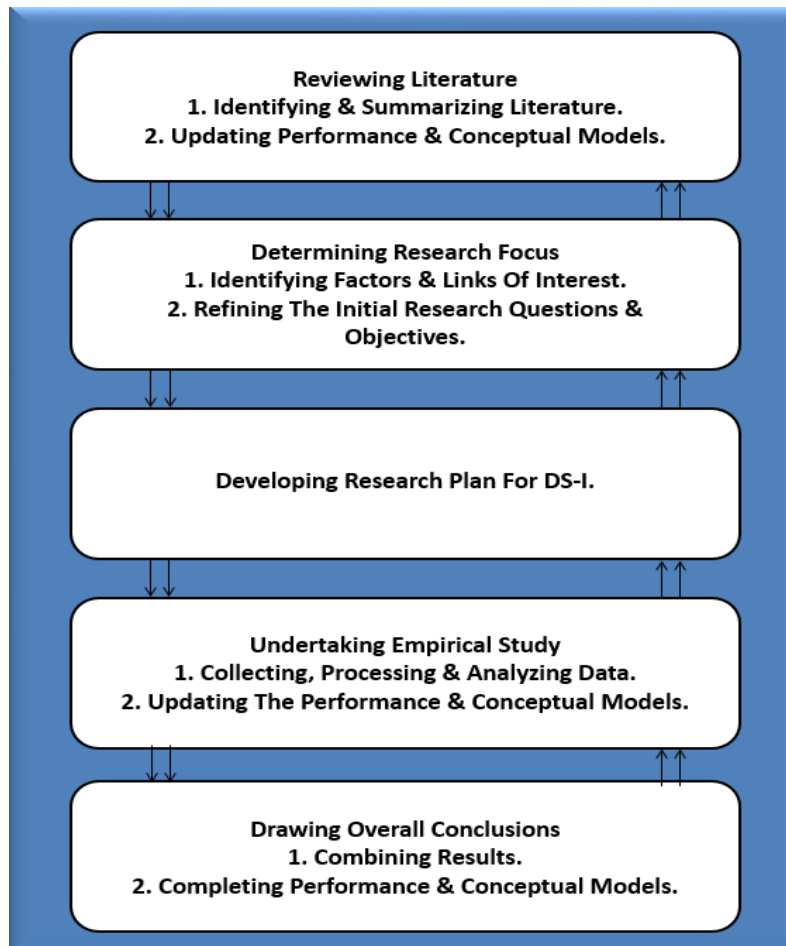 Reviewing Literature
1. Identifying & Summarizing Literature.
2. Updating Performance & Conceptual Models.
Determining Research Focus
1. Identifying Factors & Links Of Interest.
2. Refining The Initial Research Questions &
Objectives.
Developing Research Plan For DS-I.
Undertaking Empirical Study
1. Collecting, Processing & Analyzing Data.
2. Updating The Performance & Conceptual Models.
Drawing Overall Conclusions
1. Combining Results.
2. Completing Performance & Conceptual Models.